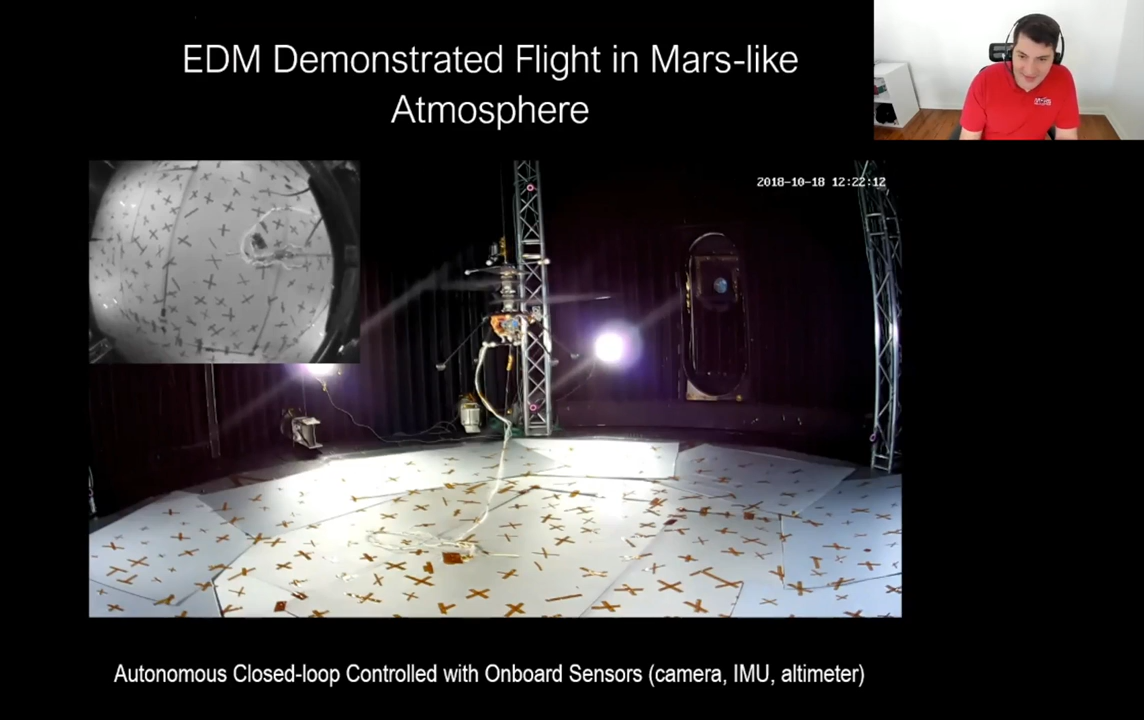 EDM Demonstrated Flight in Mars-like
Atmosphere
2018-10-18 12:22:12
Autonomous Closed-loop Controlled with Onboard Sensors (camera, IMU, altimeter)